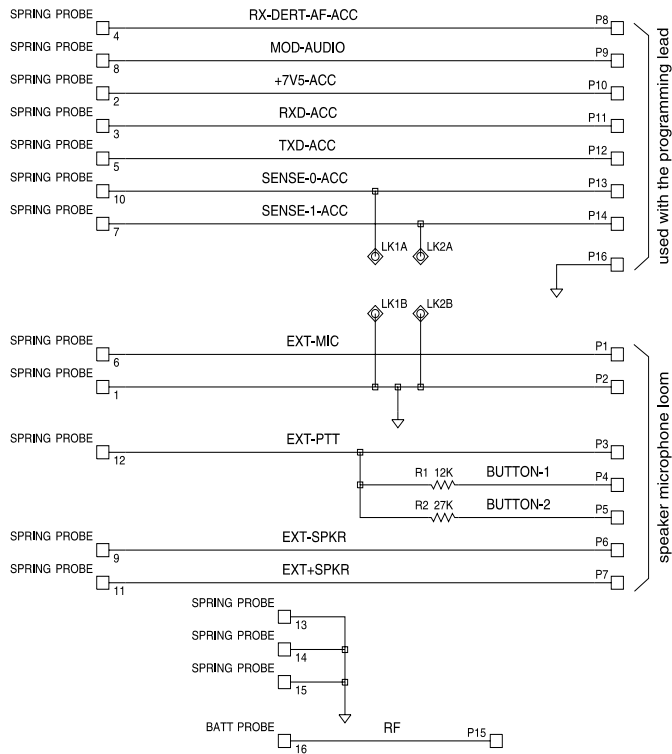 SPRING PROBE 4 RX-DERT-AF-ACC P8
SPRING PROBE 8 MOD-AUDIO P9
SPRING PROBE 2 +7V5-ACC P10
SPRING PROBE 3 RXD-ACC P11
SPRING PROBE 5 TXD-ACC P12
SPRING PROBE 10 SENSE-0-ACC P13
SPRING PROBE 7 SENSE-1-ACC P14
LK1A LK2A P16
used with the programming lead
LK1B LK2B
SPRING PROBE 6 EXT-MIC P1
SPRING PROBE 1 P2
SPRING PROBE 12 EXT-PTT P3
R1 12K BUTTON-1 P4
R2 27K BUTTON-2 P5
SPRING PROBE 9 EXT-SPKR P6
SPRING PROBE 11 EXT+SPKR P7
speaker microphone loom
SPRING PROBE 13
SPRING PROBE 14
SPRING PROBE 15
BATT PROBE 16 RF P15